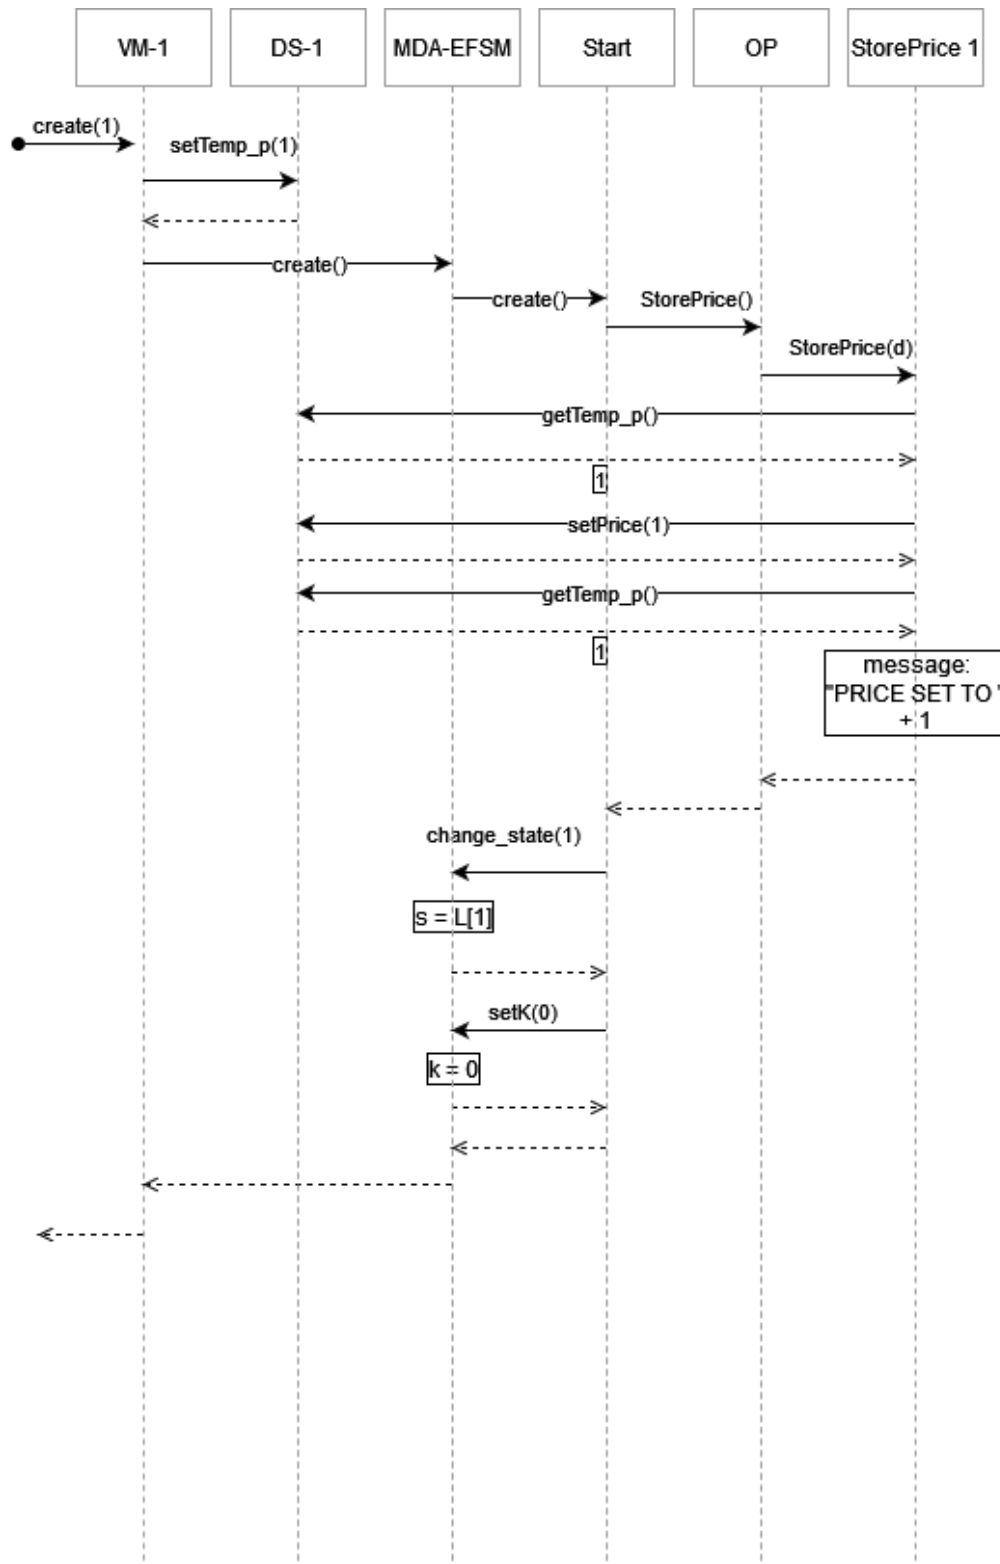 VM-1
DS-1
MDA-EFSM
Start
OP
StorePrice 1
create(1)
setTemp_p(1)
create()
create()
StorePrice()
StorePrice(d)
getTemp_p()
1
setPrice(1)
getTemp_p()
1
message:
"PRICE SET TO "
+ 1
change_state(1)
s = L[1]
setK(0)
k = 0